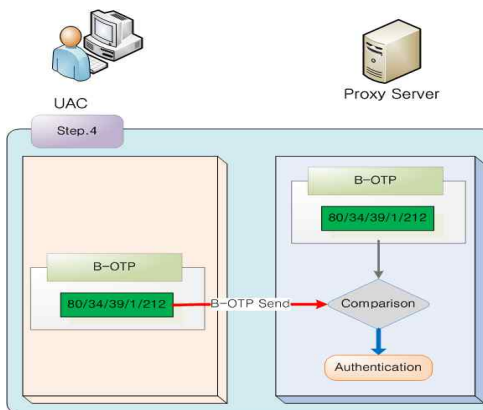 UAC
Proxy Server
Step.4
B-OTP
80/34/39/1/212
B-OTP
80/34/39/1/212
B-OTP Send
Comparison
Authentication